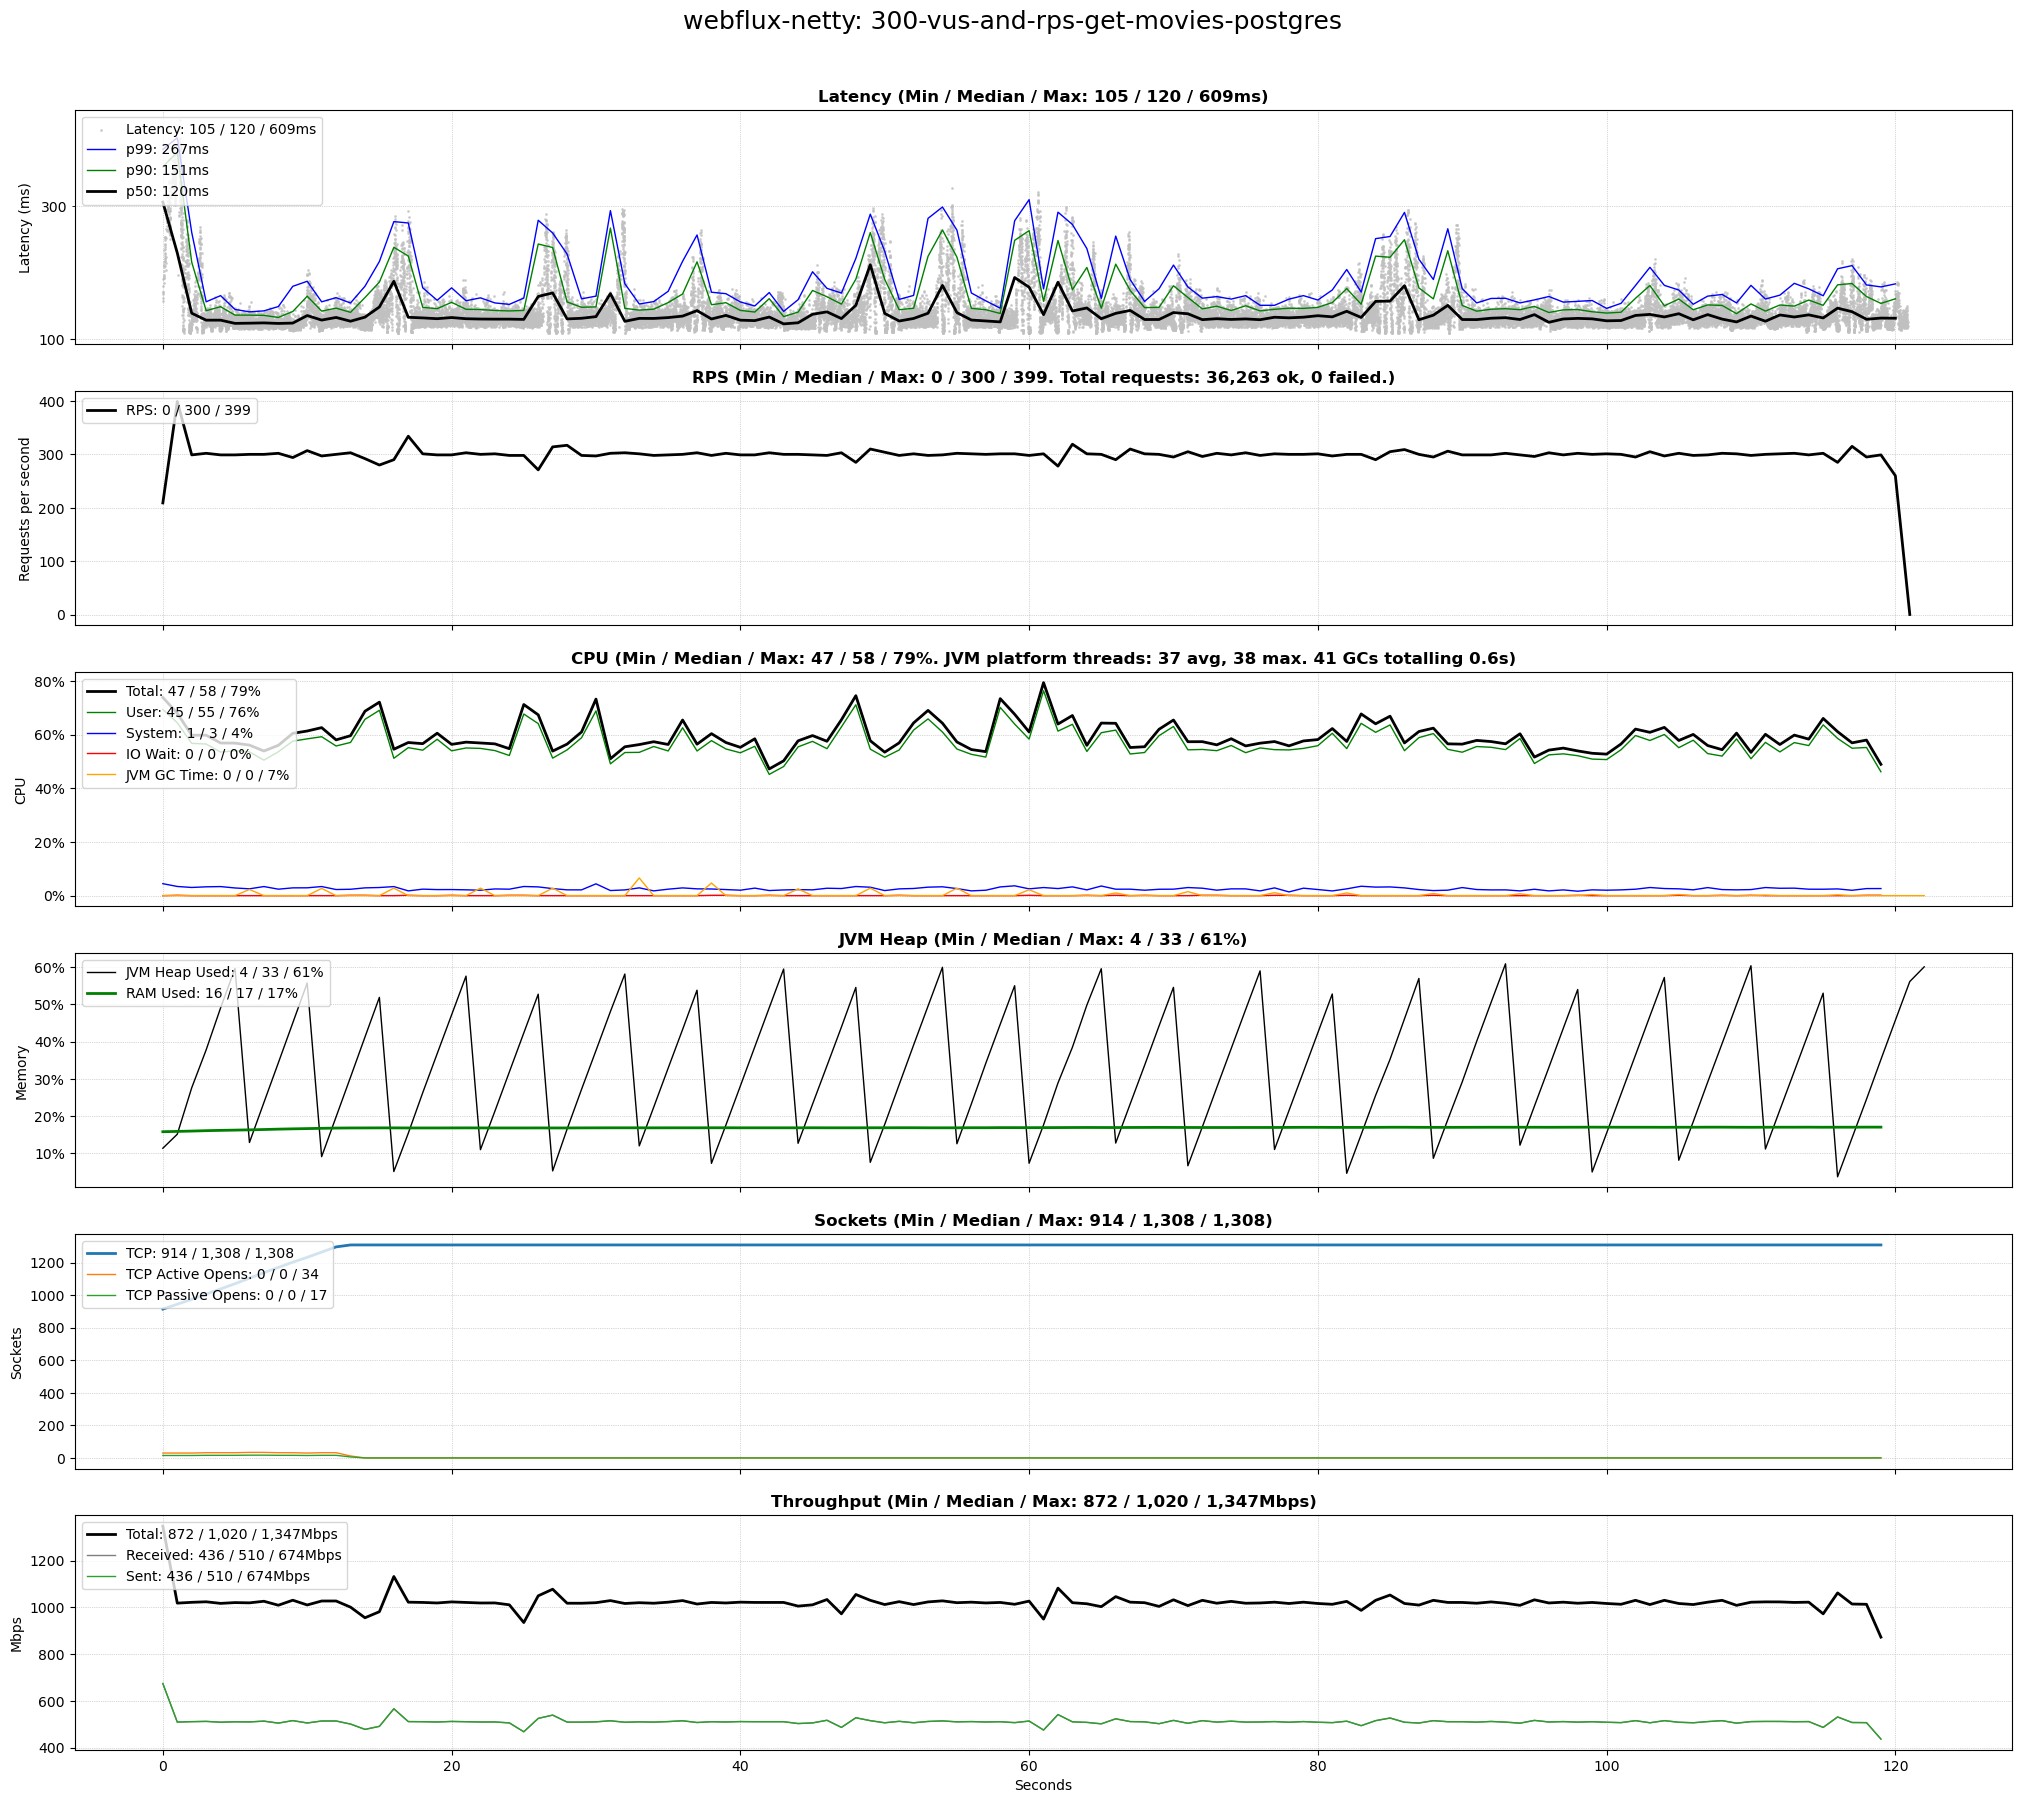 webflux-netty: 300-vus-and-rps-get-movies-postgres
Latency (Min / Median / Max: 105 / 120 / 609ms)
Latency: 105 / 120 / 609ms
p99: 267ms
p90: 151ms
p50: 120ms
Latency (ms)
300
100
RPS (Min / Median / Max: 0 / 300 / 399. Total requests: 36,263 ok, 0 failed.)
RPS: 0 / 300 / 399
Requests per second
400
300
200
100
0
CPU (Min / Median / Max: 47 / 58 / 79%. JVM platform threads: 37 avg, 38 max. 41 GCs totalling 0.6s)
Total: 47 / 58 / 79%
User: 45 / 55 / 76%
System: 1 / 3 / 4%
IO Wait: 0 / 0 / 0%
JVM GC Time: 0 / 0 / 7%
CPU
80%
60%
40%
20%
0%
JVM Heap (Min / Median / Max: 4 / 33 / 61%)
JVM Heap Used: 4 / 33 / 61%
RAM Used: 16 / 17 / 17%
Memory
60%
50%
40%
30%
20%
10%
Sockets (Min / Median / Max: 914 / 1,308 / 1,308)
TCP: 914 / 1,308 / 1,308
TCP Active Opens: 0 / 0 / 34
TCP Passive Opens: 0 / 0 / 17
Sockets
1200
1000
800
600
400
200
0
Throughput (Min / Median / Max: 872 / 1,020 / 1,347Mbps)
Total: 872 / 1,020 / 1,347Mbps
Received: 436 / 510 / 674Mbps
Sent: 436 / 510 / 674Mbps
Mbps
1200
1000
800
600
400
0 20 40 60 80 100 120
Seconds